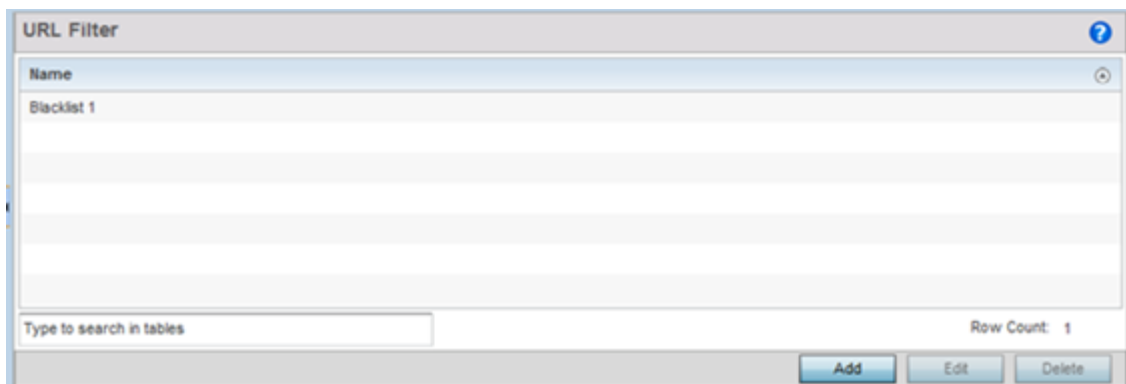 URL Filter
?
Name
Blacklist 1
Type to search in tables
Row Count: 1
Add Edit Delete